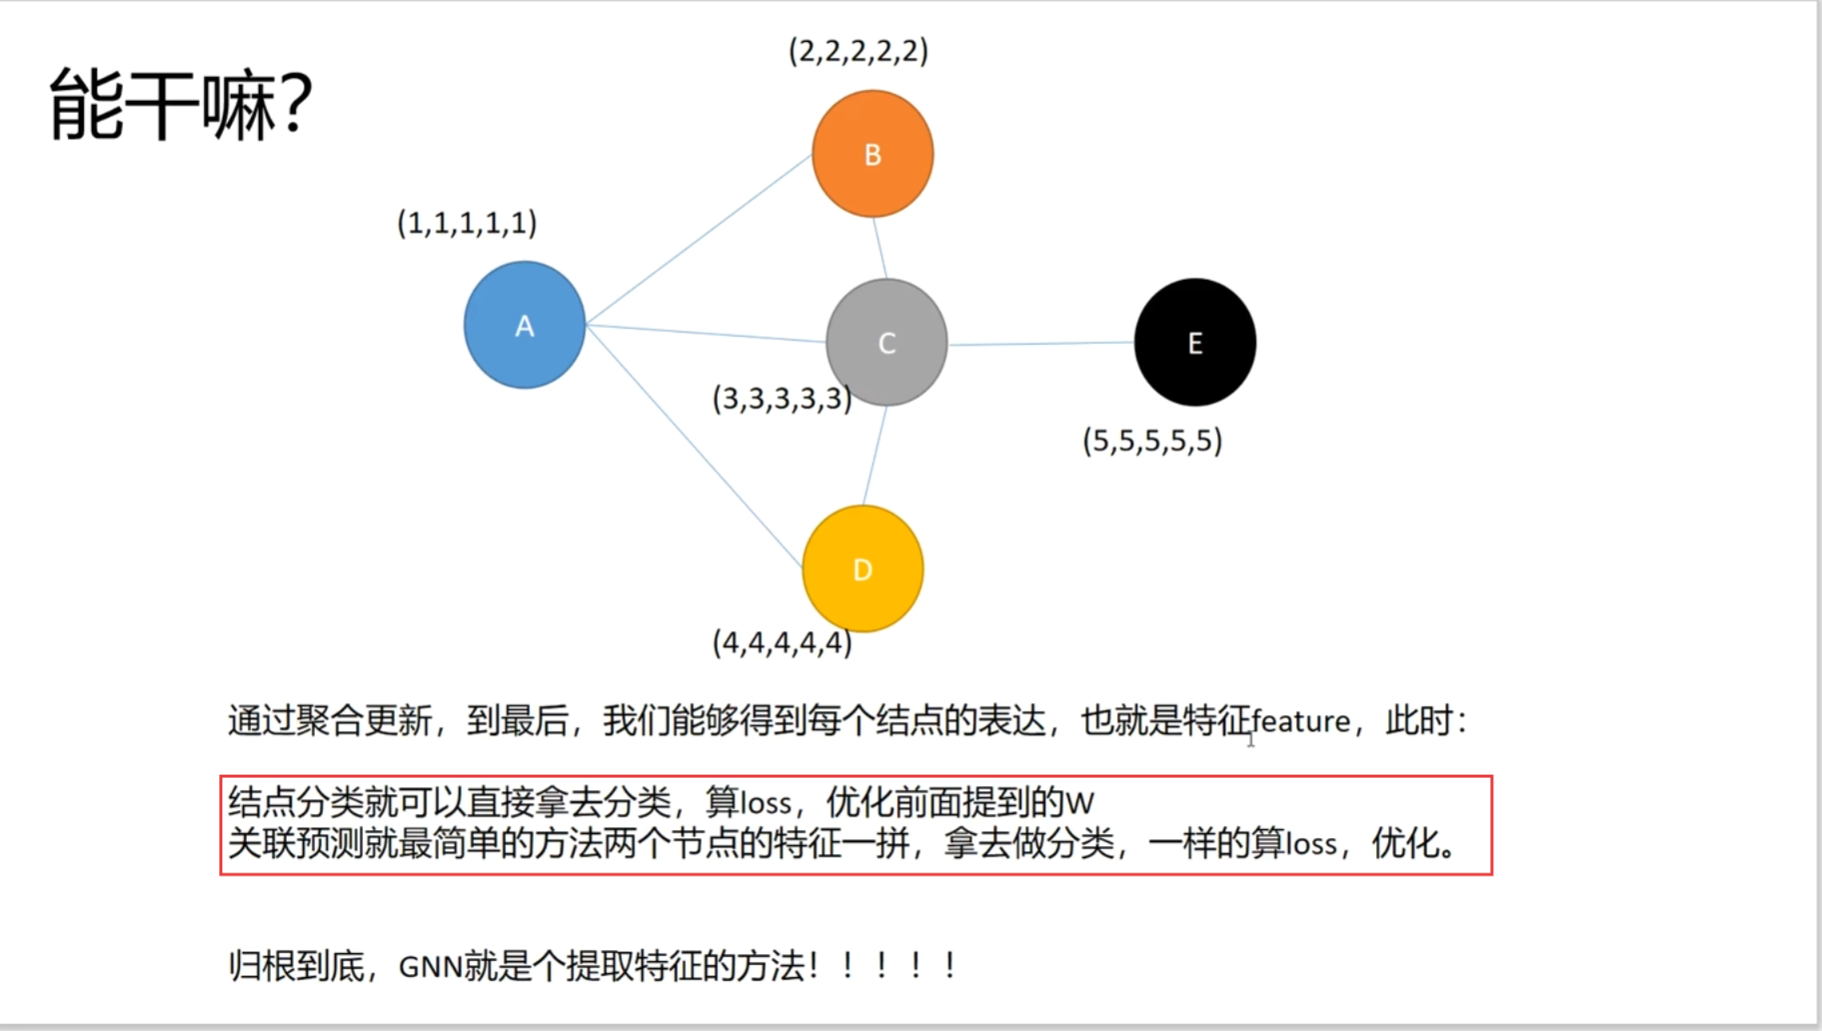 能干嘛？
(2,2,2,2,2)
B
(1,1,1,1,1)
A
C
E
(3,3,3,3,3)
(5,5,5,5,5)
D
(4,4,4,4,4)
通过聚合更新，到最后，我们能够得到每个结点的表达，也就是特征feature，此时：
结点分类就可以直接拿去分类，算loss，优化前面提到的W
关联预测就最简单的方法两个节点的特征一拼，拿去做分类，一样的算loss，优化。
归根到底，GNN就是个提取特征的方法！！！！！